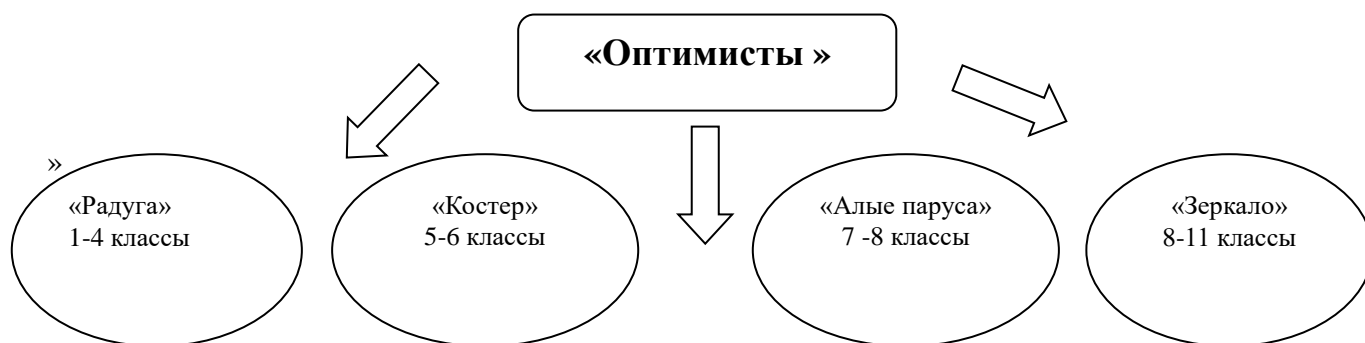 «Оптимисты »
»
«Радуга»
1-4 классы
«Костер»
5-6 классы
«Алые паруса»
7 -8 классы
«Зеркало»
8-11 классы